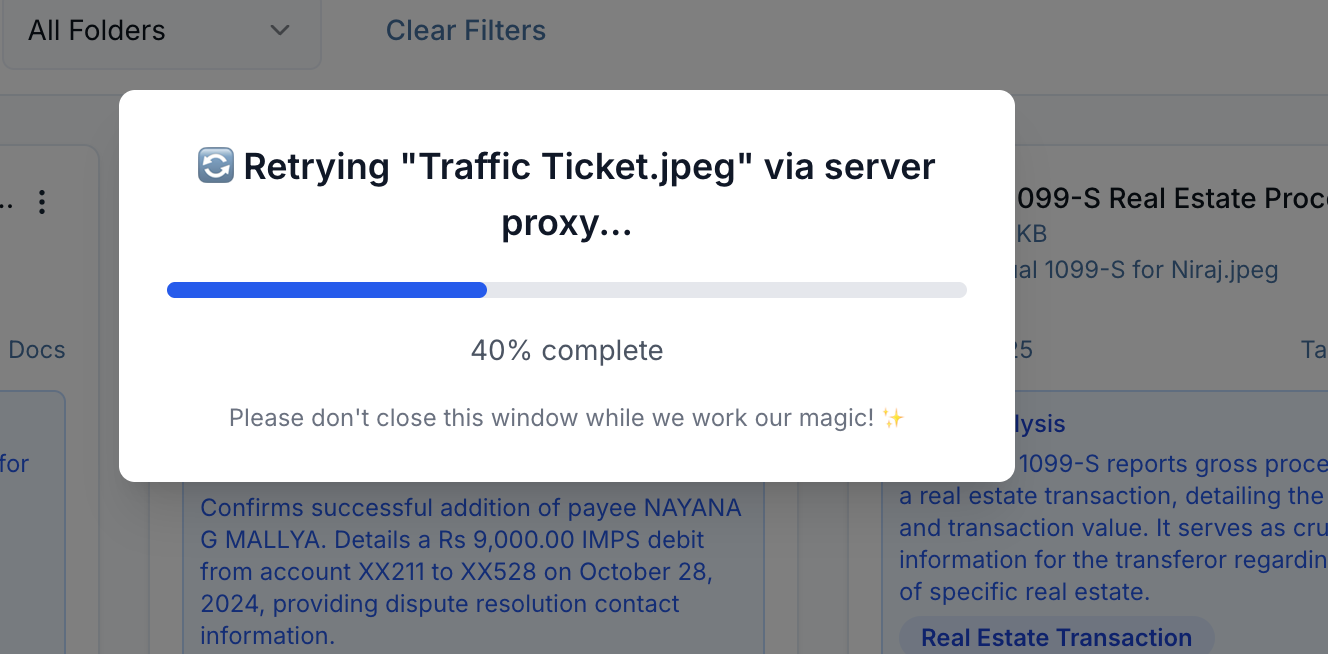 All Folders
Clear Filters
🔄 Retrying "Traffic Ticket.jpeg" via server
proxy...
40% complete
Please don't close this window while we work our magic! ✨
..
Docs
for
099-S Real Estate Proc
KB
al 1099-S for Niraj.jpeg
25
Ta
lysis
1099-S reports gross proce
a real estate transaction, detailing the
and transaction value. It serves as cru
information for the transferor regardin
of specific real estate.
Real Estate Transaction
Confirms successful addition of payee NAYANA
G MALLYA. Details a Rs 9,000.00 IMPS debit
from account XX211 to XX528 on October 28,
2024, providing dispute resolution contact
information.